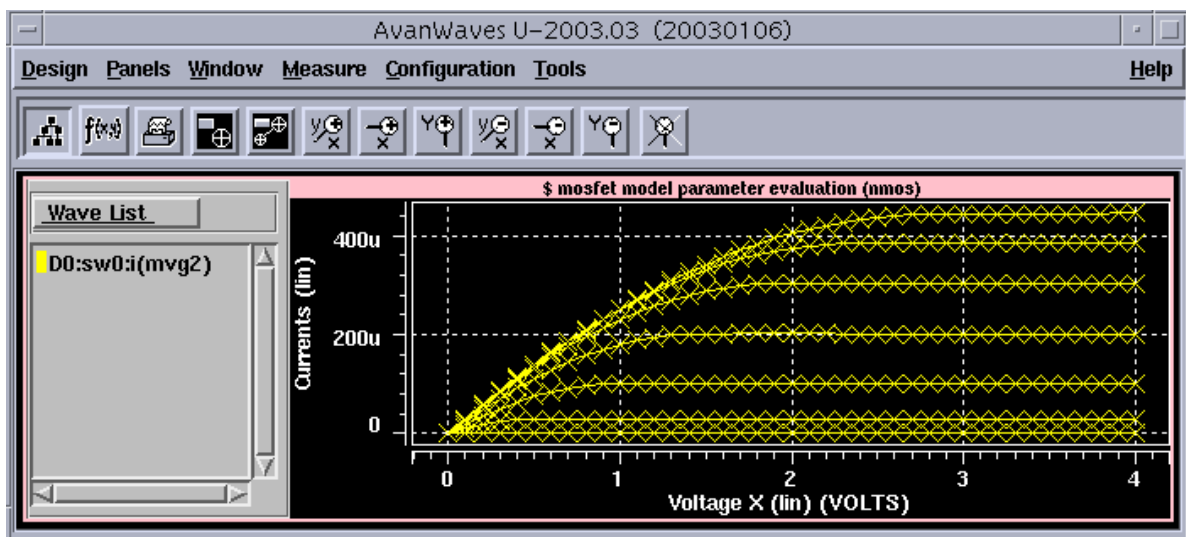 AvanWaves U-2003.03 (20030106)
Design Panels Window Measure Configuration Tools Help
f(x,y) y x x Y y x x Y
$ mosfet model parameter evaluation (nmos)
Wave List
D0:sw0:i(mvg2)
Currents (lin)
400u
200u
0
0 1 2 3 4
Voltage X (lin) (VOLTS)